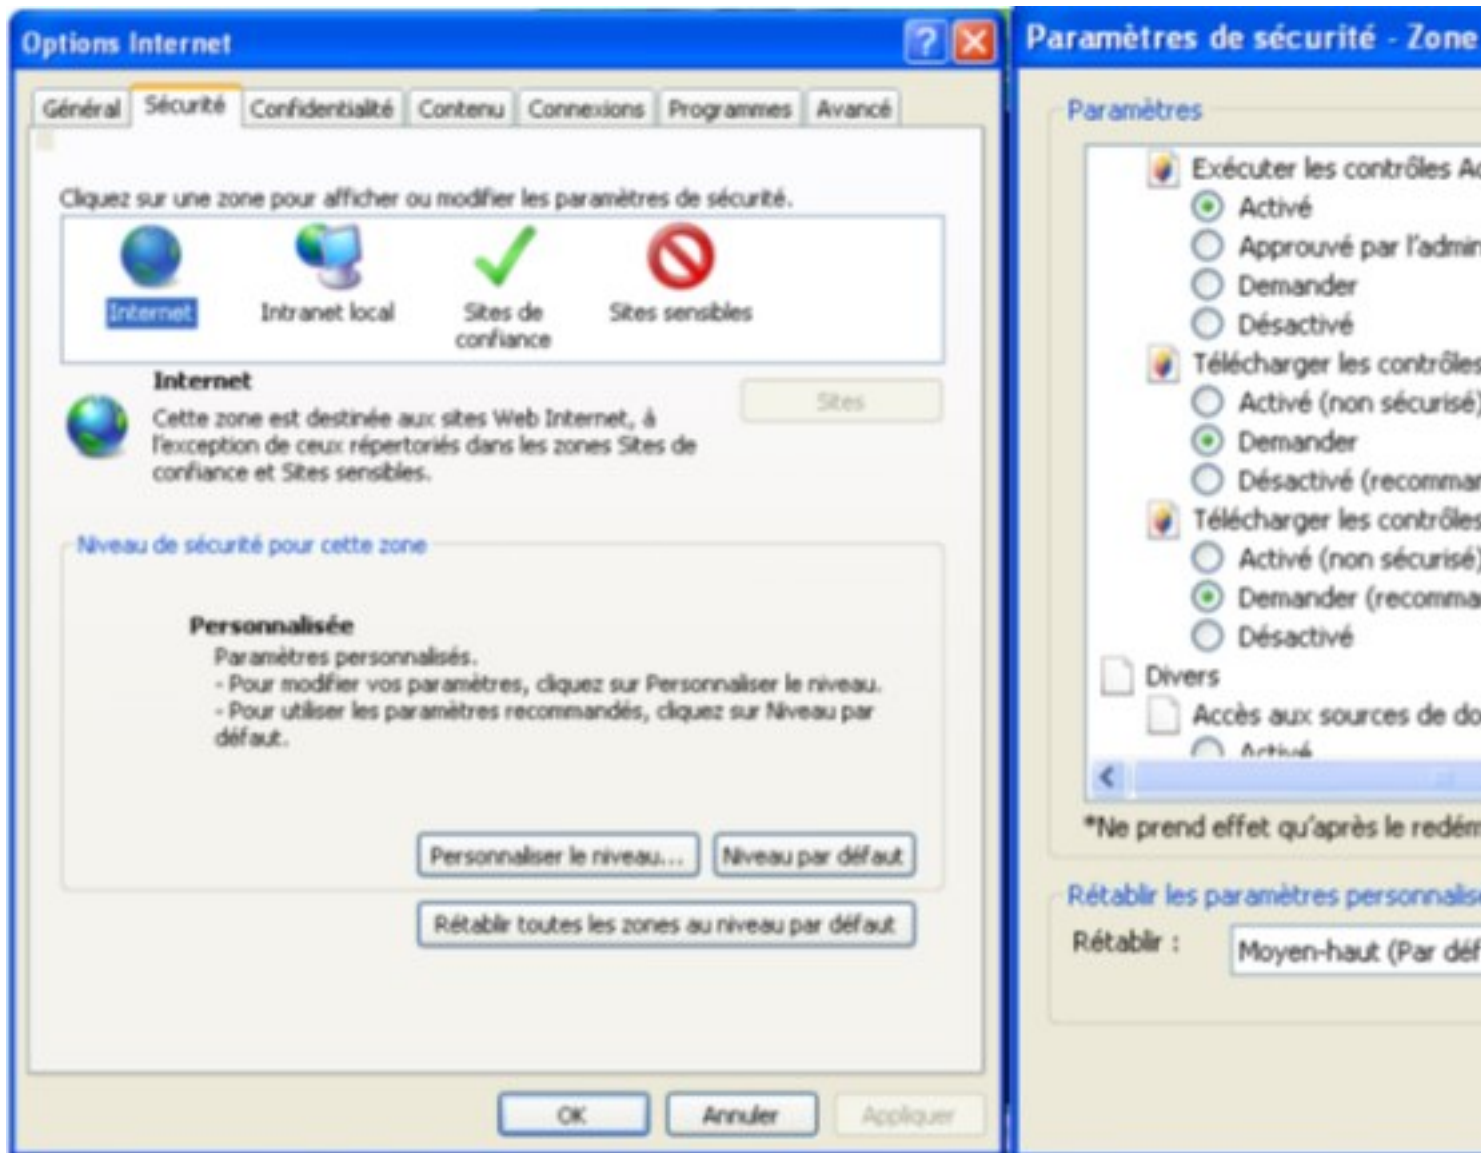 Options Internet
Général Sécurité Confidentialité Contenu Connexions Programmes Avancé
Cliquez sur une zone pour afficher ou modifier les paramètres de sécurité.
Internet
Intranet local
Sites de
confiance
Sites sensibles
Internet
Cette zone est destinée aux sites Web Internet, à
l'exception de ceux répertoriés dans les zones Sites de
confiance et Sites sensibles.
Sites
Niveau de sécurité pour cette zone
Personnalisée
Paramètres personnalisés.
- Pour modifier vos paramètres, cliquez sur Personnaliser le niveau.
- Pour utiliser les paramètres recommandés, cliquez sur Niveau par
défaut.
Personnaliser le niveau... Niveau par défaut
Rétablir toutes les zones au niveau par défaut
OK Annuler Appliquer
Paramètres de sécurité - Zone
Paramètres
Exécuter les contrôles Ac
Activé
Approuvé par l'admin
Demander
Désactivé
Télécharger les contrôles
Activé (non sécurisé)
Demander
Désactivé (recomman
Télécharger les contrôles
Activé (non sécurisé)
Demander (recomma
Désactivé
Divers
Accès aux sources de do
Activé
*Ne prend effet qu'après le redém
Rétablir les paramètres personnalisé
Rétablir :
Moyen-haut (Par déf